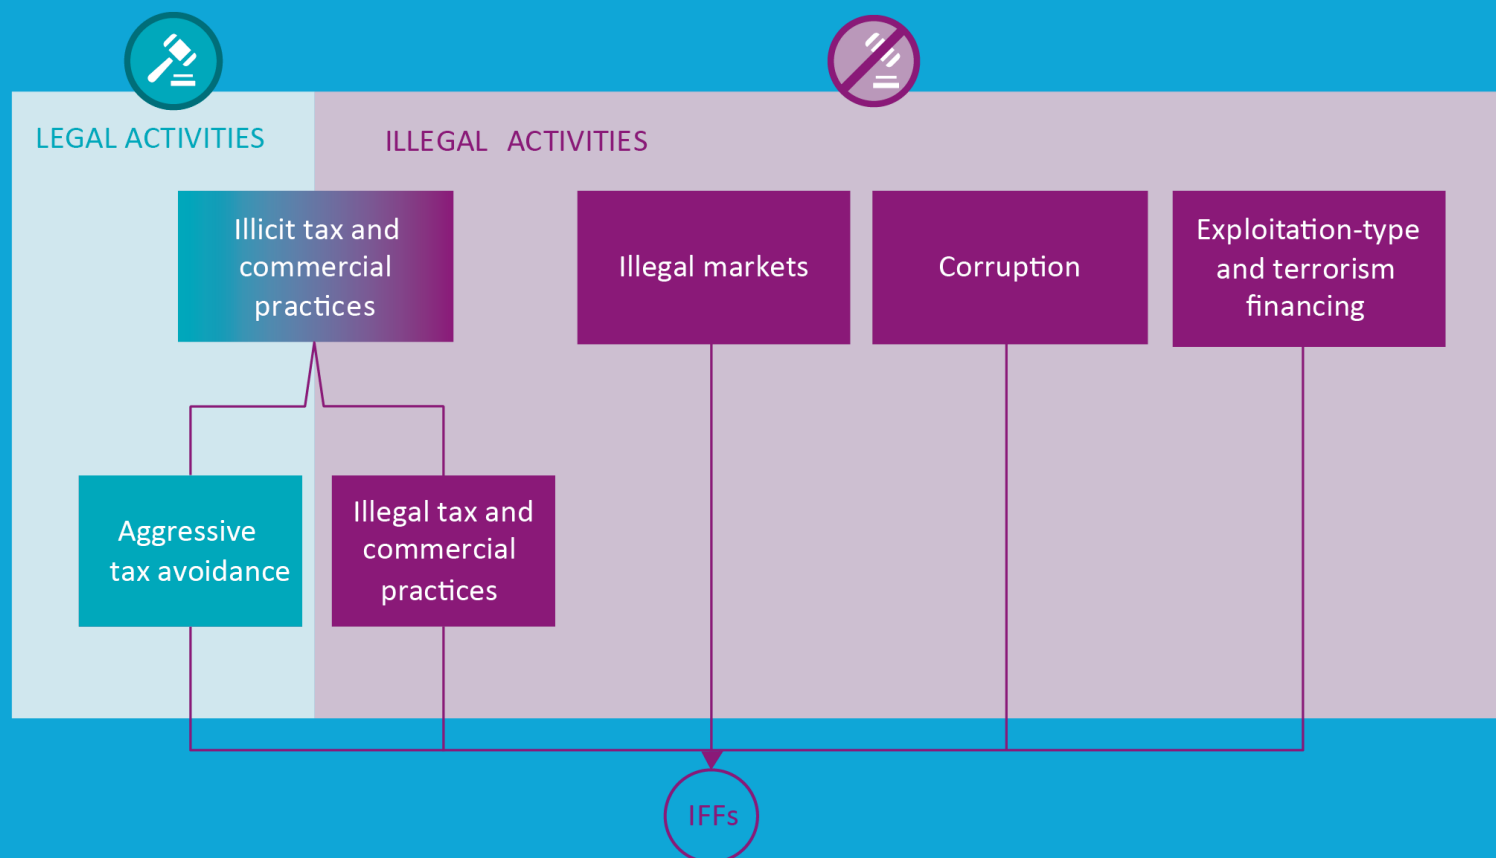 LEGAL ACTIVITIES
ILLEGAL ACTIVITIES
Illicit tax and
commercial
practices
Illegal markets
Corruption
Exploitation-type
and terrorism
financing
Aggressive
tax avoidance
Illegal tax and
commercial
practices
IFFs